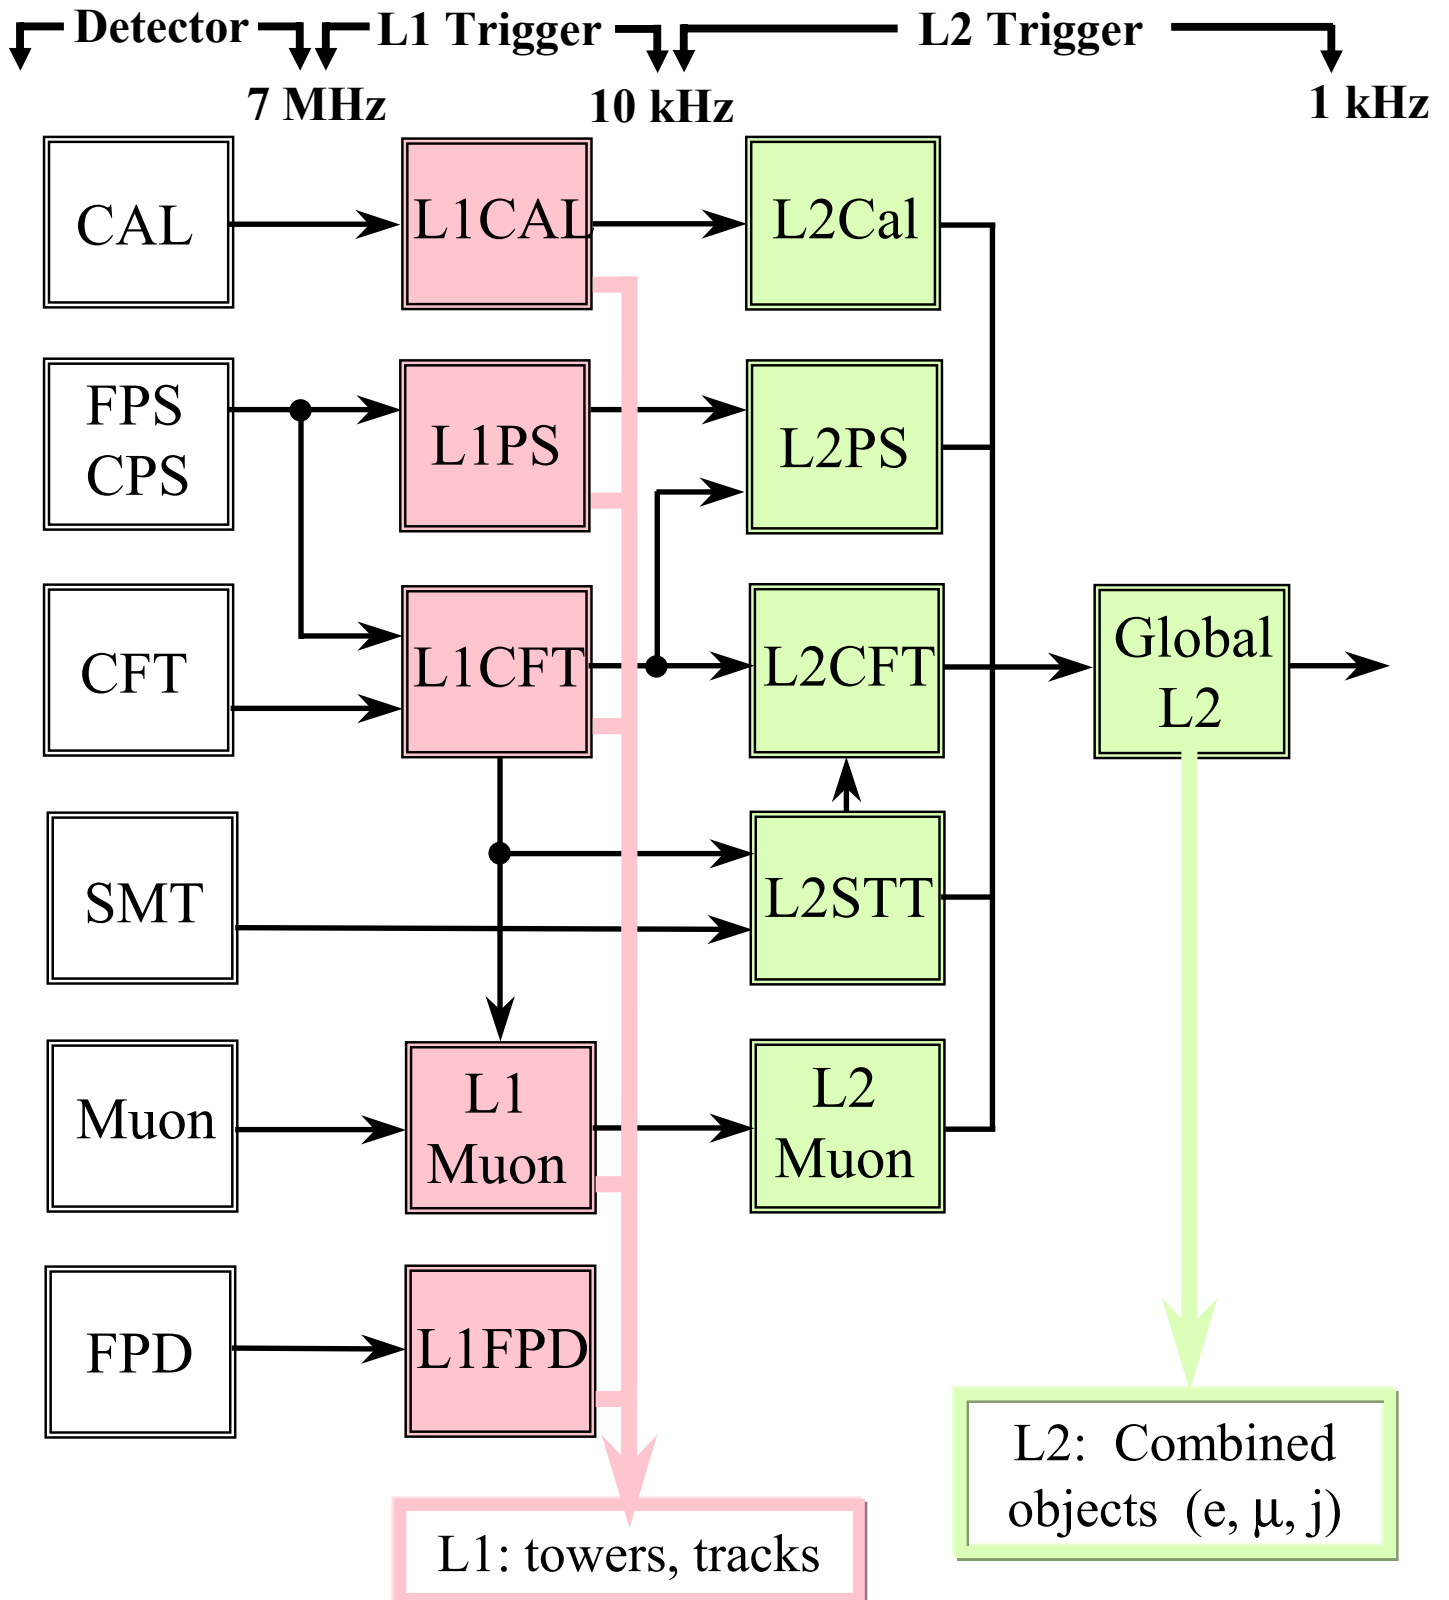 Detector
L1 Trigger
L2 Trigger
7 MHz
10 kHz
1 kHz
CAL
L1CAL
L2Cal
FPS
CPS
L1PS
L2PS
CFT
L1CFT
L2CFT
Global
L2
SMT
L2STT
Muon
L1
Muon
L2
Muon
FPD
L1FPD
L2: Combined
objects (e, μ, j)
L1: towers, tracks